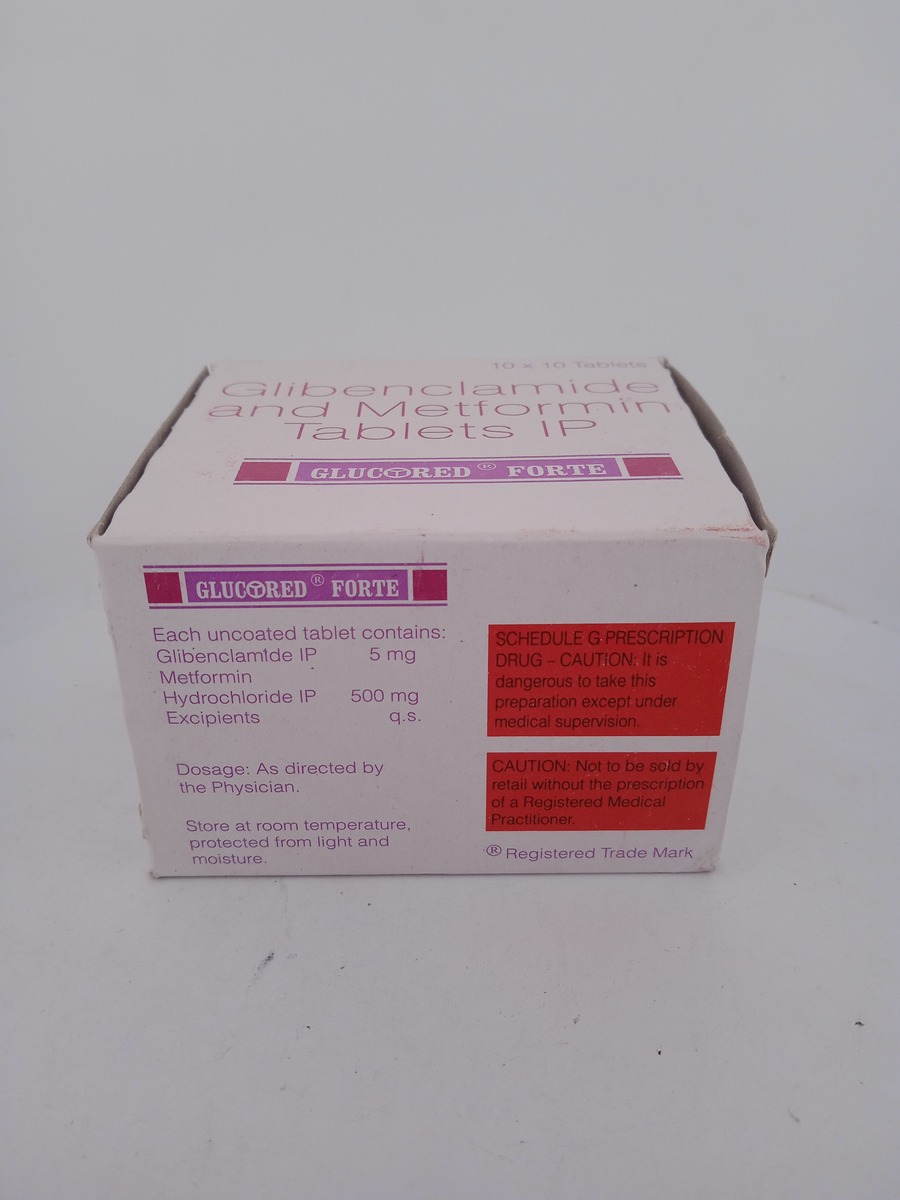 10 x 10 Tablets
Glibenclamide
and Metformin
Tablets IP
GLUCORED® FORTE
GLUCORED® FORTE
Each uncoated tablet contains:
Glibenclamide IP 5 mg
Metformin
Hydrochloride IP 500 mg
Excipients q.s.
Dosage: As directed by
the Physician.
Store at room temperature,
protected from light and
moisture.
SCHEDULE G PRESCRIPTION
DRUG – CAUTION: It is
dangerous to take this
preparation except under
medical supervision.
CAUTION: Not to be sold by
retail without the prescription
of a Registered Medical
Practitioner.
® Registered Trade Mark